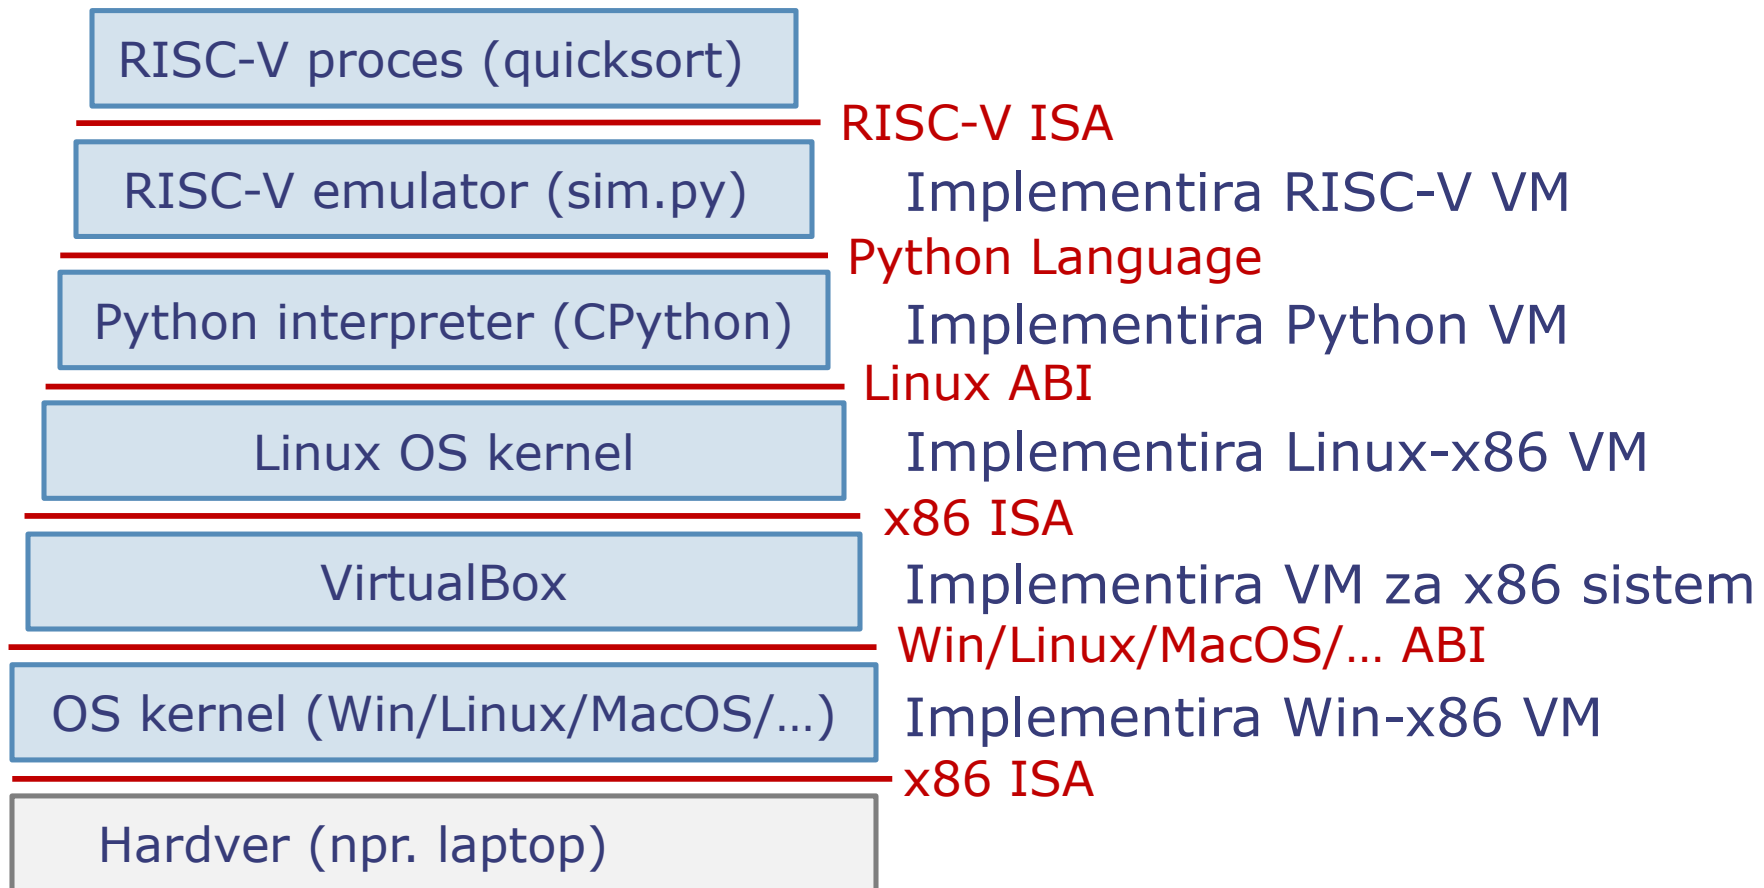 RISC-V proces (quicksort)
RISC-V ISA
RISC-V emulator (sim.py)
Implementira RISC-V VM
Python Language
Python interpreter (CPython)
Implementira Python VM
Linux ABI
Linux OS kernel
Implementira Linux-x86 VM
x86 ISA
VirtualBox
Implementira VM za x86 sistem
Win/Linux/MacOS/… ABI
OS kernel (Win/Linux/MacOS/…)
Implementira Win-x86 VM
x86 ISA
Hardver (npr. laptop)